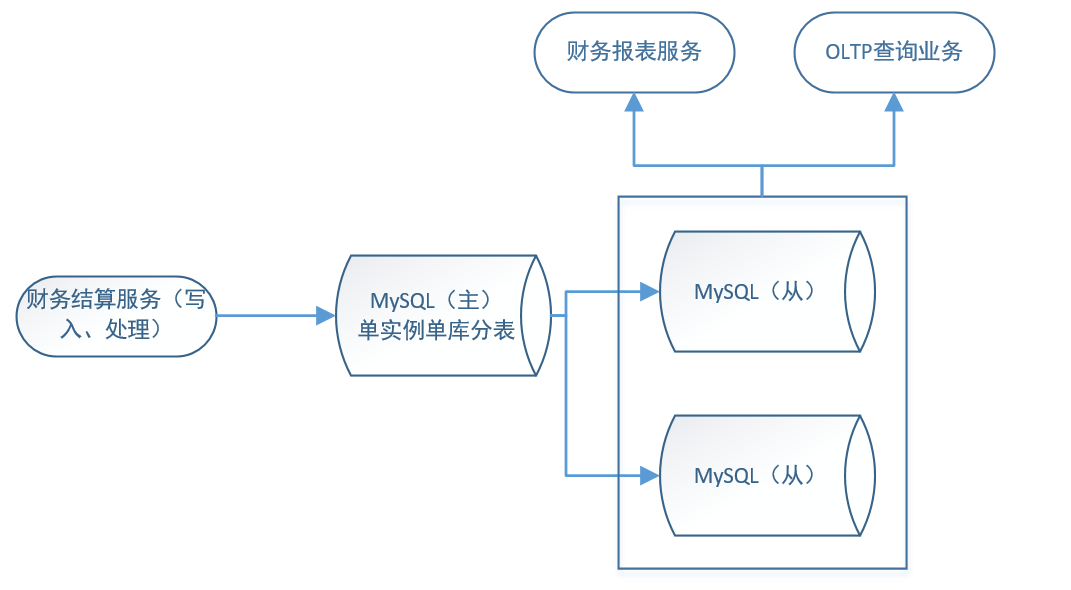 财务报表服务
OLTP查询业务
财务结算服务（写
入、处理）
MySQL（主）
单实例单库分表
MySQL（从）
MySQL（从）